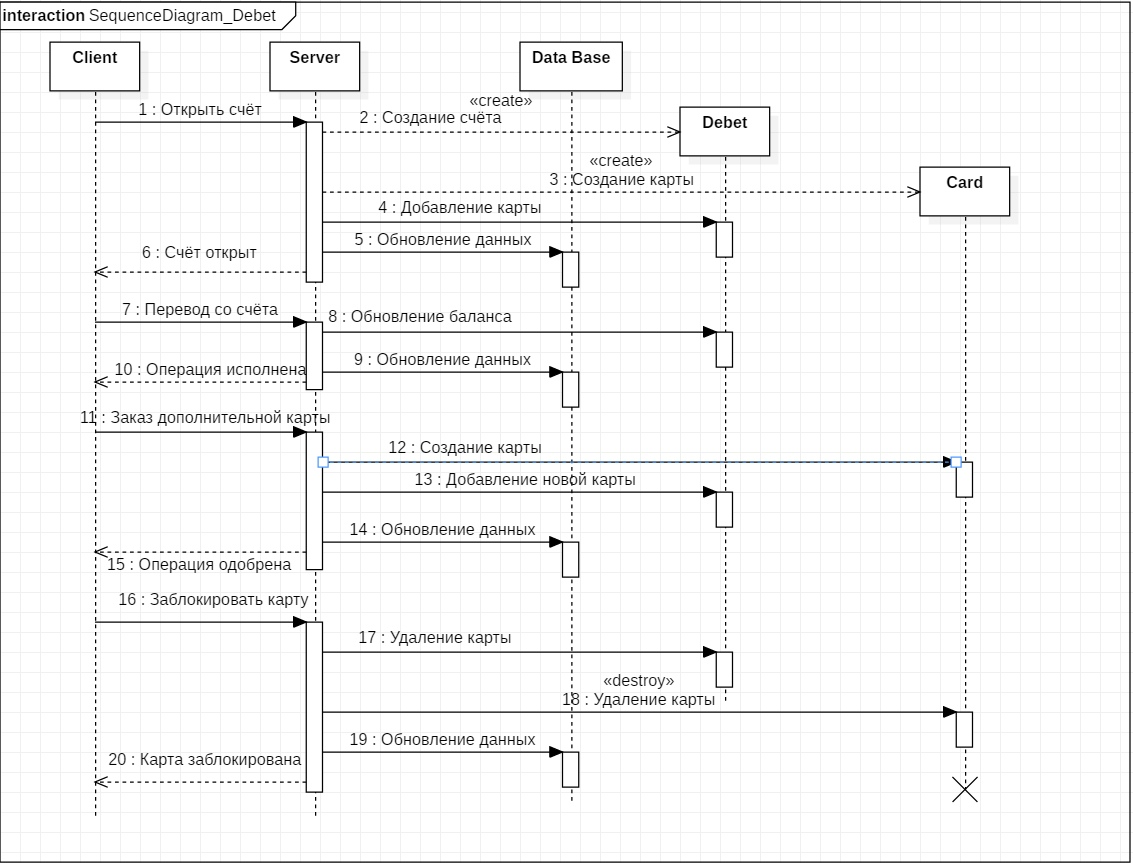 interaction SequenceDiagram_Debet
Client
Server
Data Base
«create»
1 : Открыть счёт
2 : Создание счёта
Debet
«create»
3 : Создание карты
Card
4 : Добавление карты
5 : Обновление данных
6 : Счёт открыт
7 : Перевод со счёта
8 : Обновление баланса
9 : Обновление данных
10 : Операция исполнена
11 : Заказ дополнительной карты
12 : Создание карты
13 : Добавление новой карты
14 : Обновление данных
15 : Операция одобрена
16 : Заблокировать карту
17 : Удаление карты
«destroy»
18 : Удаление карты
19 : Обновление данных
20 : Карта заблокирована